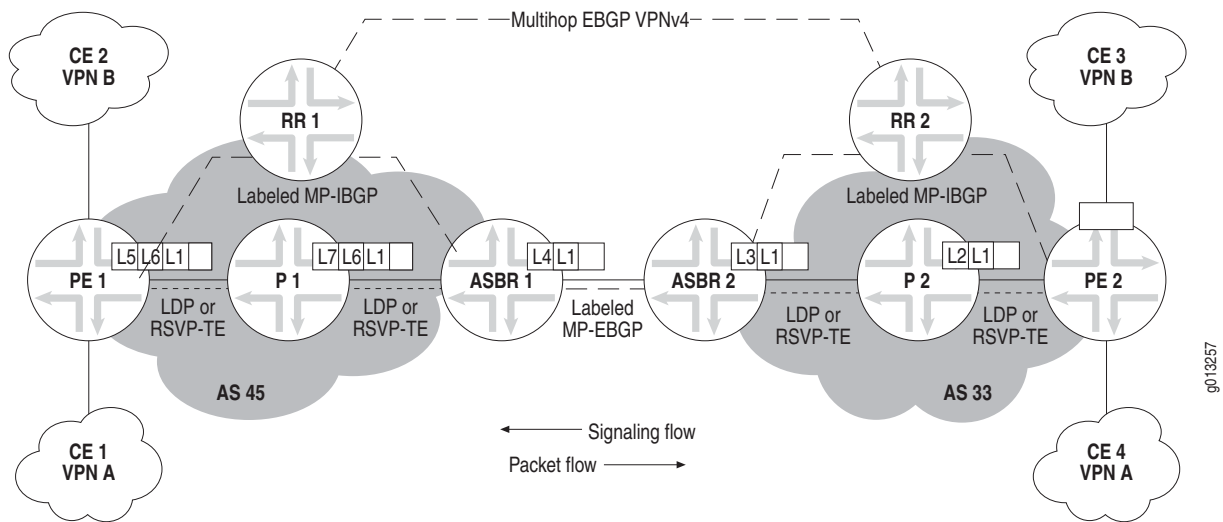 Multihop EBGP VPNv4
CE 2
VPN B
CE 3
VPN B
RR 1
RR 2
Labeled MP-IBGP
Labeled MP-IBGP
L5 L6 L1
L7 L6 L1
L4 L1
L3 L1
L2 L1
PE 1
P 1
ASBR 1
ASBR 2
P 2
PE 2
LDP or
RSVP-TE
LDP or
RSVP-TE
Labeled
MP-EBGP
LDP or
RSVP-TE
LDP or
RSVP-TE
AS 45
AS 33
CE 1
VPN A
Signaling flow
Packet flow
CE 4
VPN A
g013257